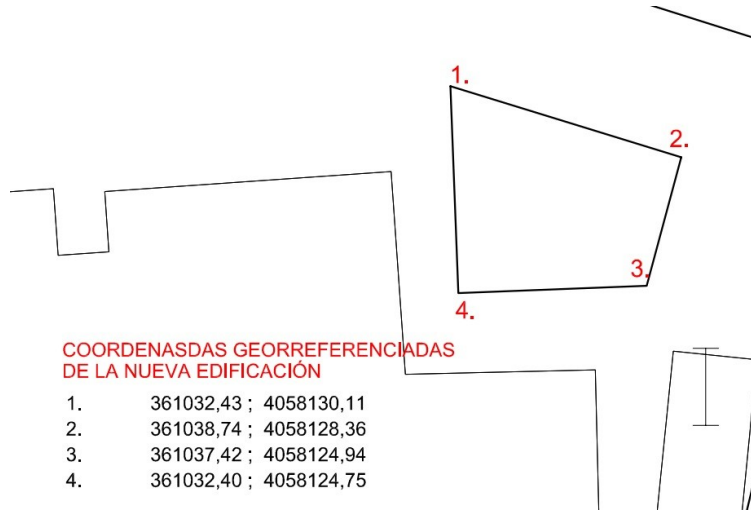 1.
2.
3.
4.
COORDENASDAS GEORREFERENCIADAS
DE LA NUEVA EDIFICACIÓN
1. 361032,43 ; 4058130,11
2. 361038,74 ; 4058128,36
3. 361037,42 ; 4058124,94
4. 361032,40 ; 4058124,75